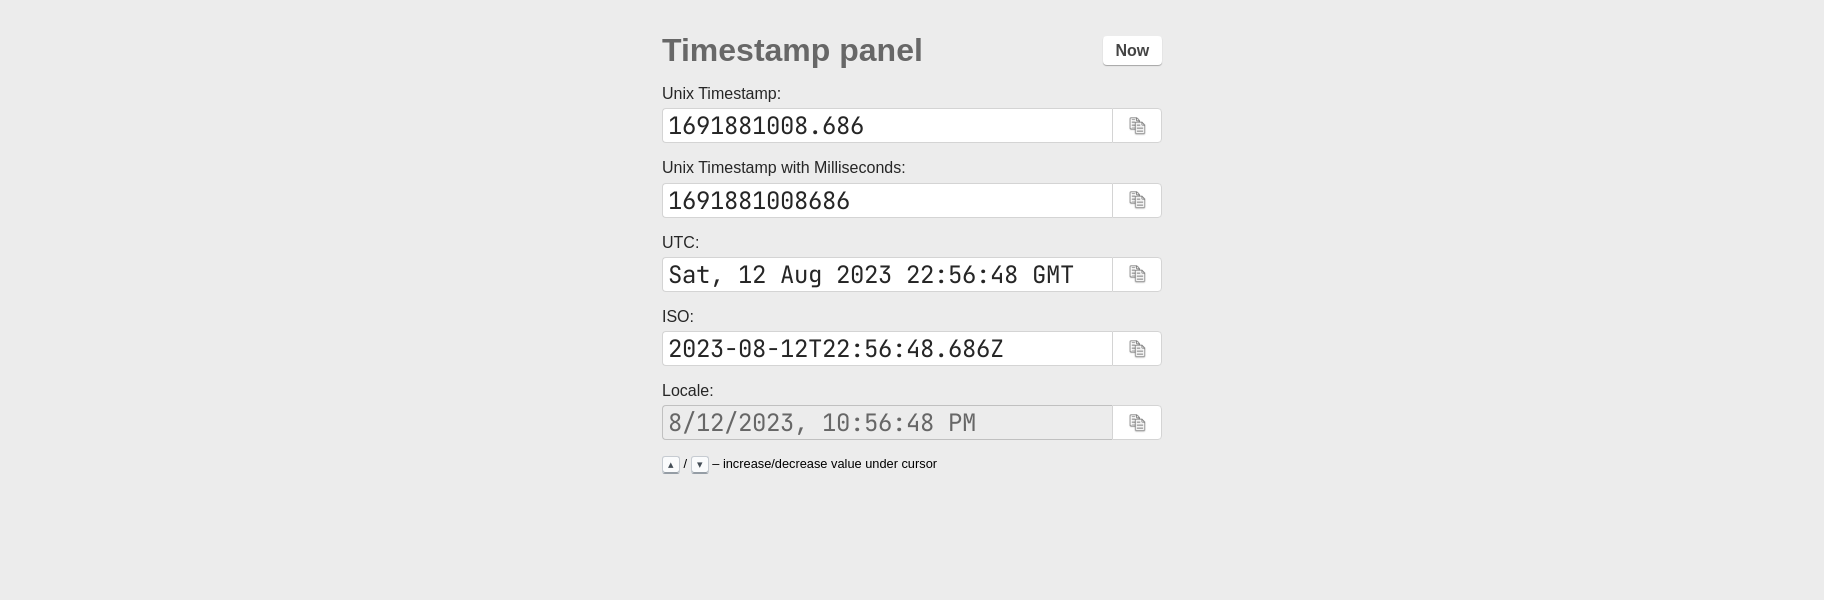 Timestamp panel
Now
Unix Timestamp:
1691881008.686
Unix Timestamp with Milliseconds:
1691881008686
UTC:
Sat, 12 Aug 2023 22:56:48 GMT
ISO:
2023-08-12T22:56:48.686Z
Locale:
8/12/2023, 10:56:48 PM
▲ / ▼ – increase/decrease value under cursor